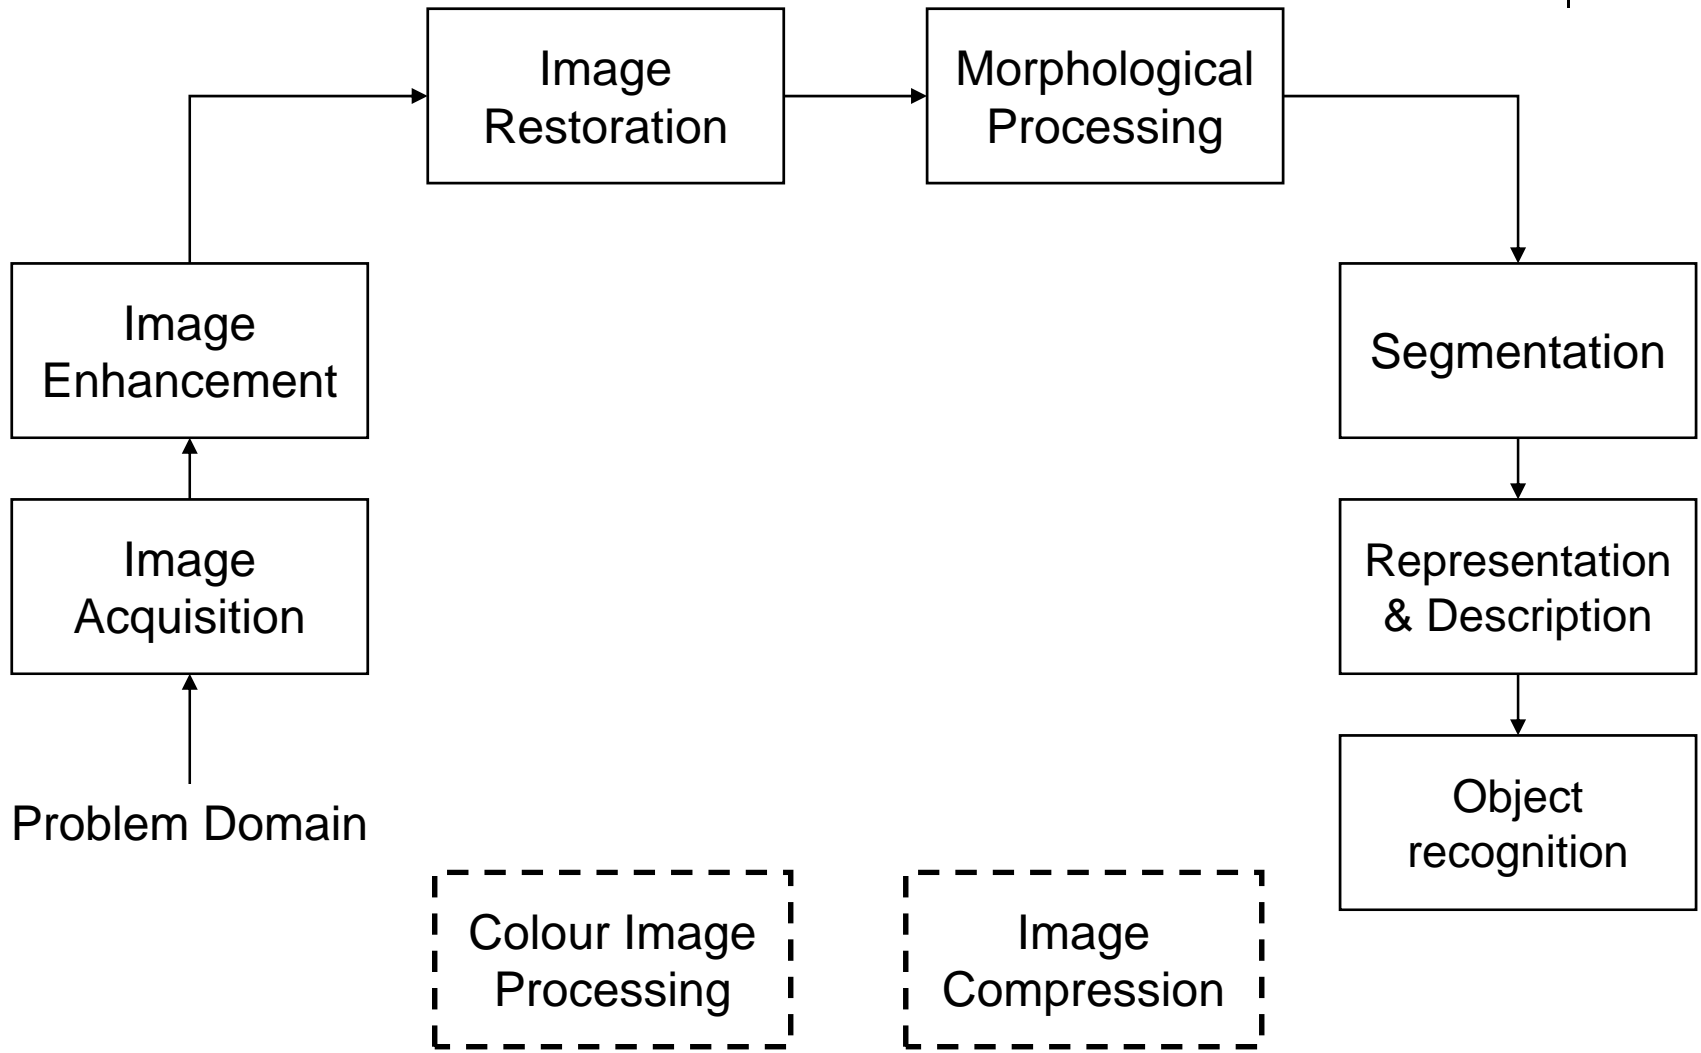 Image
Restoration
Morphological
Processing
Image
Enhancement
Segmentation
Image
Acquisition
Representation
& Description
Problem Domain
Object
recognition
Colour Image
Processing
Image
Compression